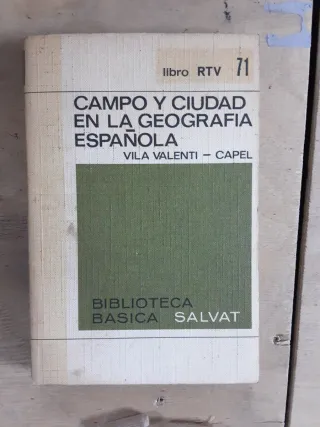 libro RTV 71
CAMPO Y CIUDAD
EN LA GEOGRAFIA
ESPAÑOLA
VILA VALENTI – CAPEL
BIBLIOTECA
BASICA SALVAT